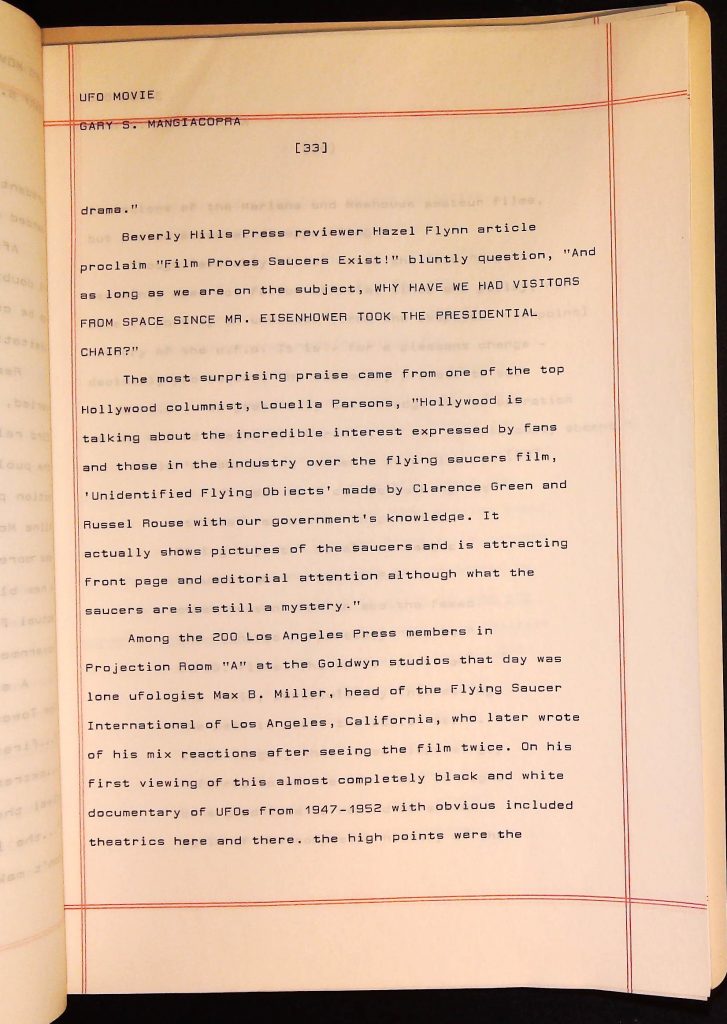 UFO MOVIE
GARY S. MANGIACOPRA
[33]
drama."
Beverly Hills Press reviewer Hazel Flynn article
proclaim "Film Proves Saucers Exist!" bluntly question, "And
as long as we are on the subject, WHY HAVE WE HAD VISITORS
FROM SPACE SINCE MR. EISENHOWER TOOK THE PRESIDENTIAL
CHAIR?"
The most surprising praise came from one of the top
Hollywood columnist, Louella Parsons, "Hollywood is
talking about the incredible interest expressed by fans
and those in the industry over the flying saucers film,
'Unidentified Flying Objects' made by Clarence Green and
Russel Rouse with our government's knowledge. It
actually shows pictures of the saucers and is attracting
front page and editorial attention although what the
saucers are is still a mystery."
Among the 200 Los Angeles Press members in
Projection Room "A" at the Goldwyn studios that day was
lone ufologist Max B. Miller, head of the Flying Saucer
International of Los Angeles, California, who later wrote
of his mix reactions after seeing the film twice. On his
first viewing of this almost completely black and white
documentary of UFOs from 1947-1952 with obvious included
theatrics here and there. the high points were the